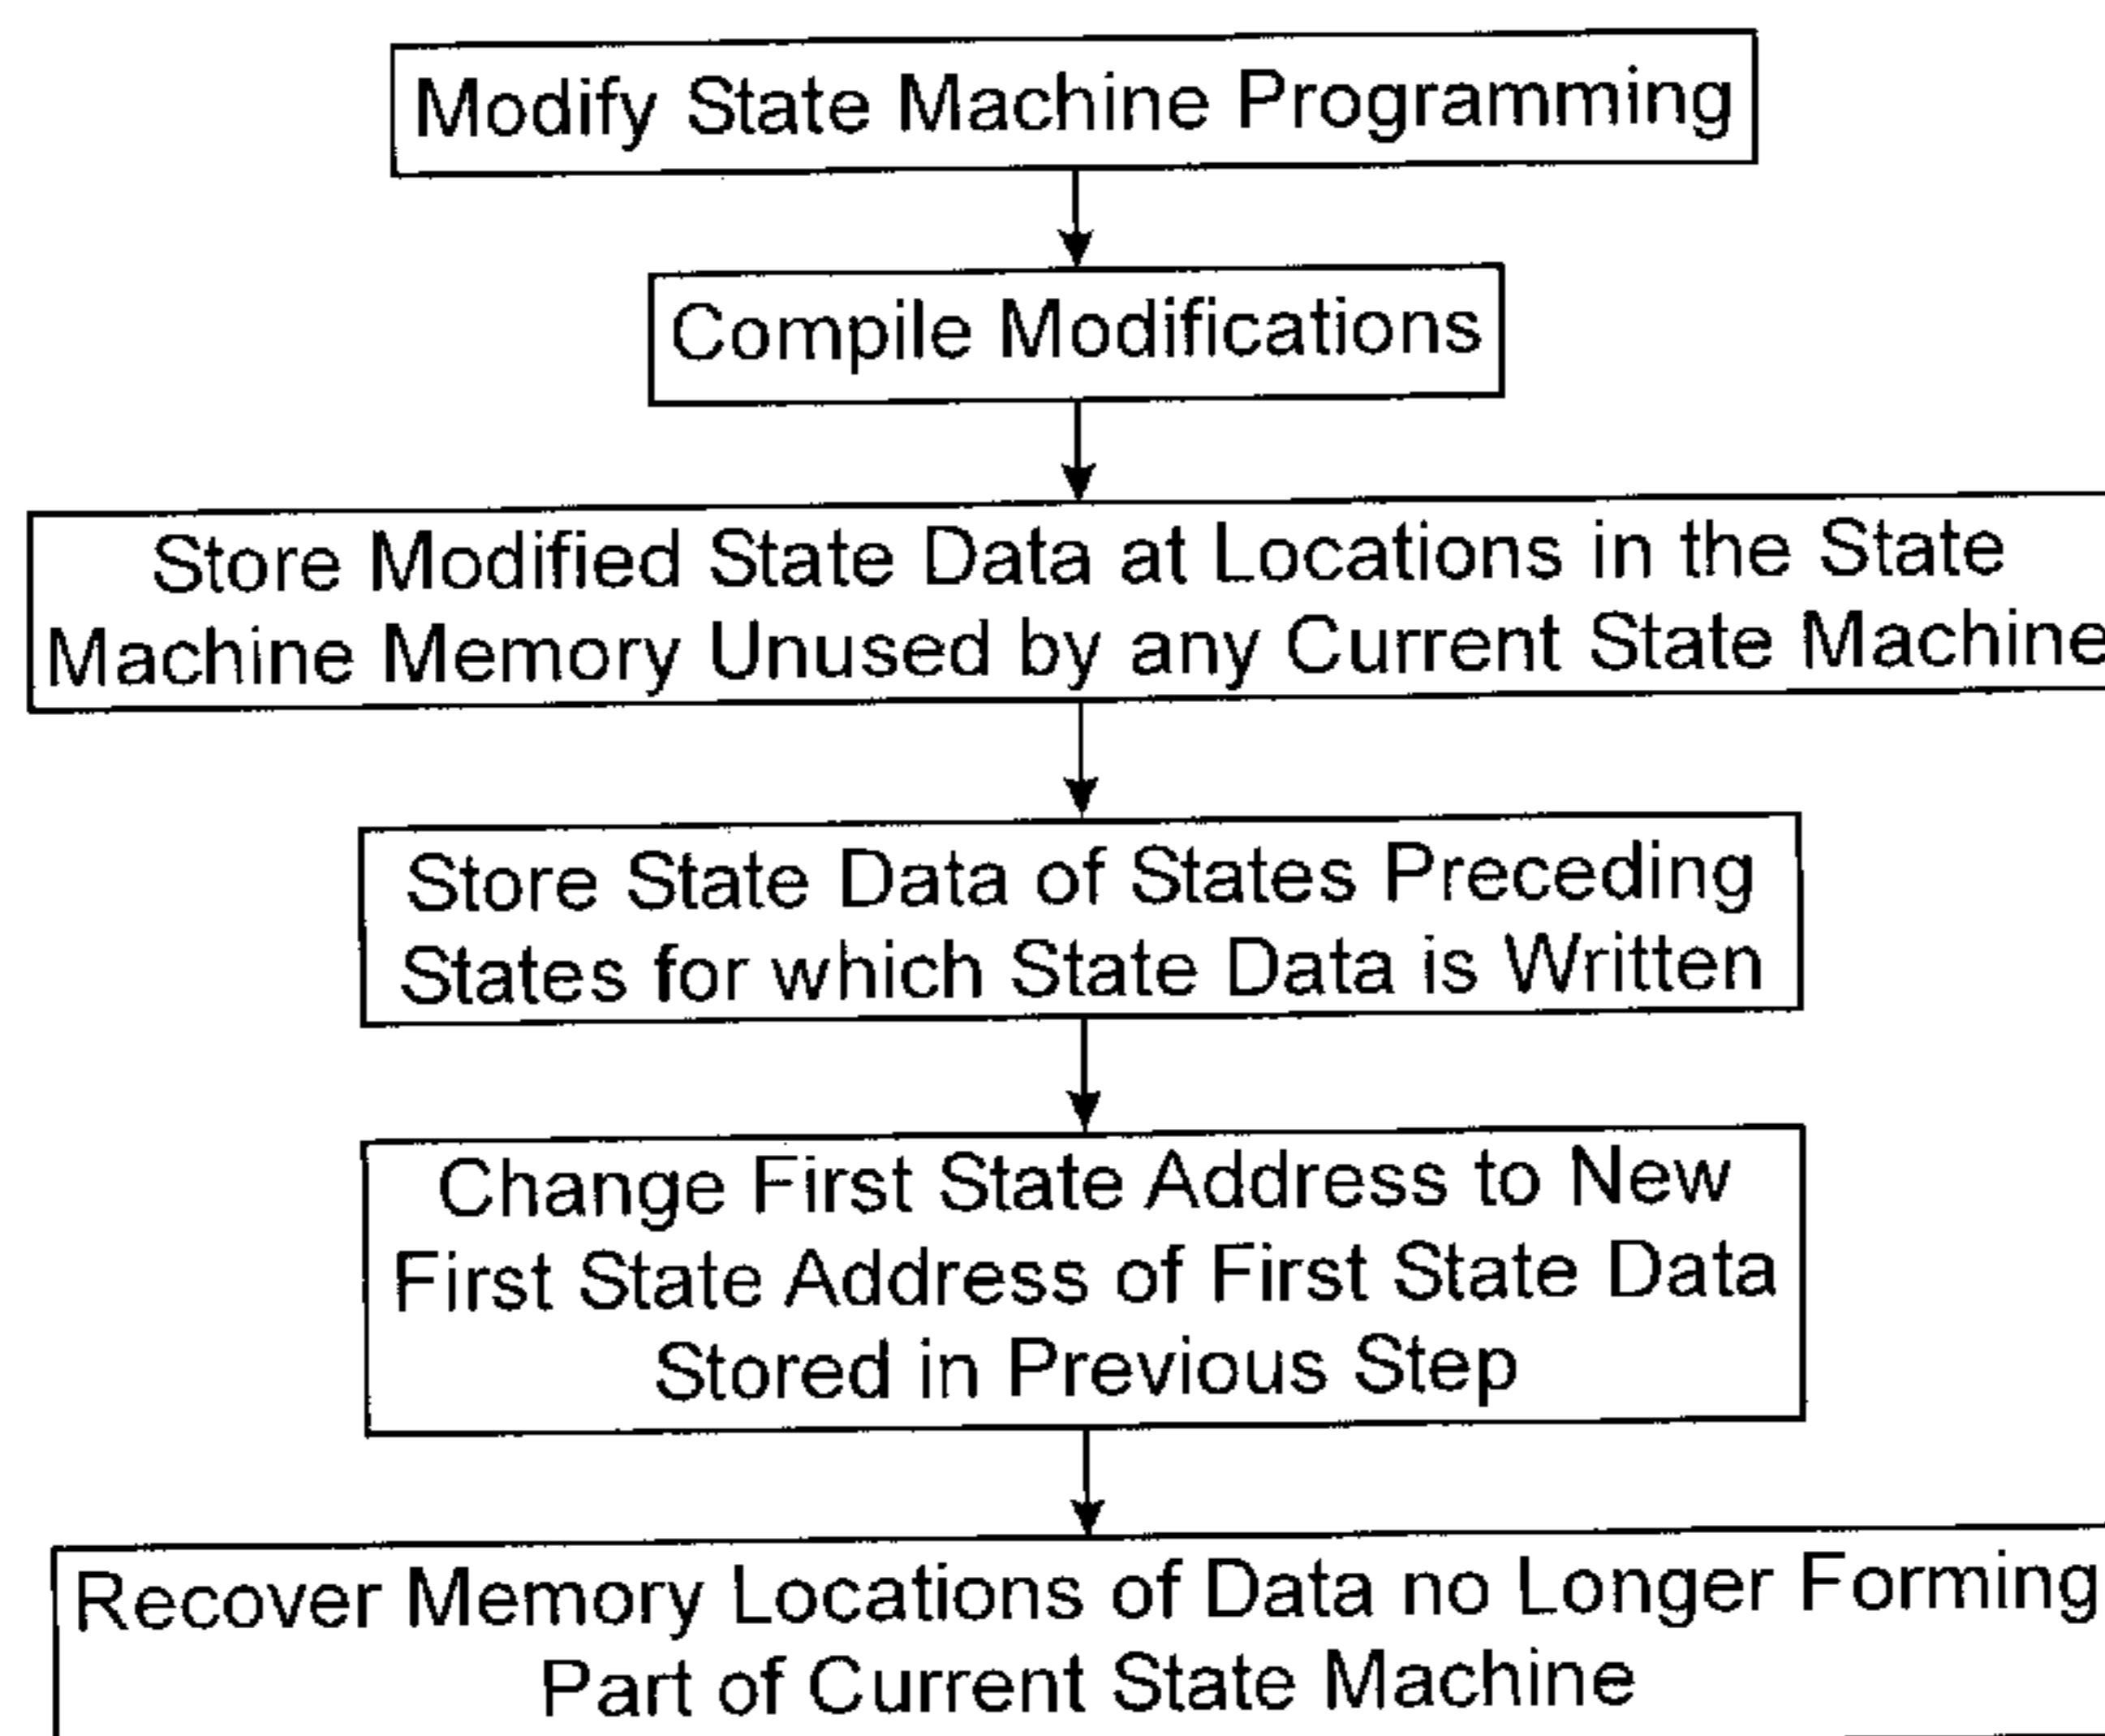 Modify State Machine Programming
Compile Modifications
Store Modified State Data at Locations in the State
Machine Memory Unused by any Current State Machine
Store State Data of States Preceding
States for which State Data is Written
Change First State Address to New
First State Address of First State Data
Stored in Previous Step
Recover Memory Locations of Data no Longer Forming
Part of Current State Machine